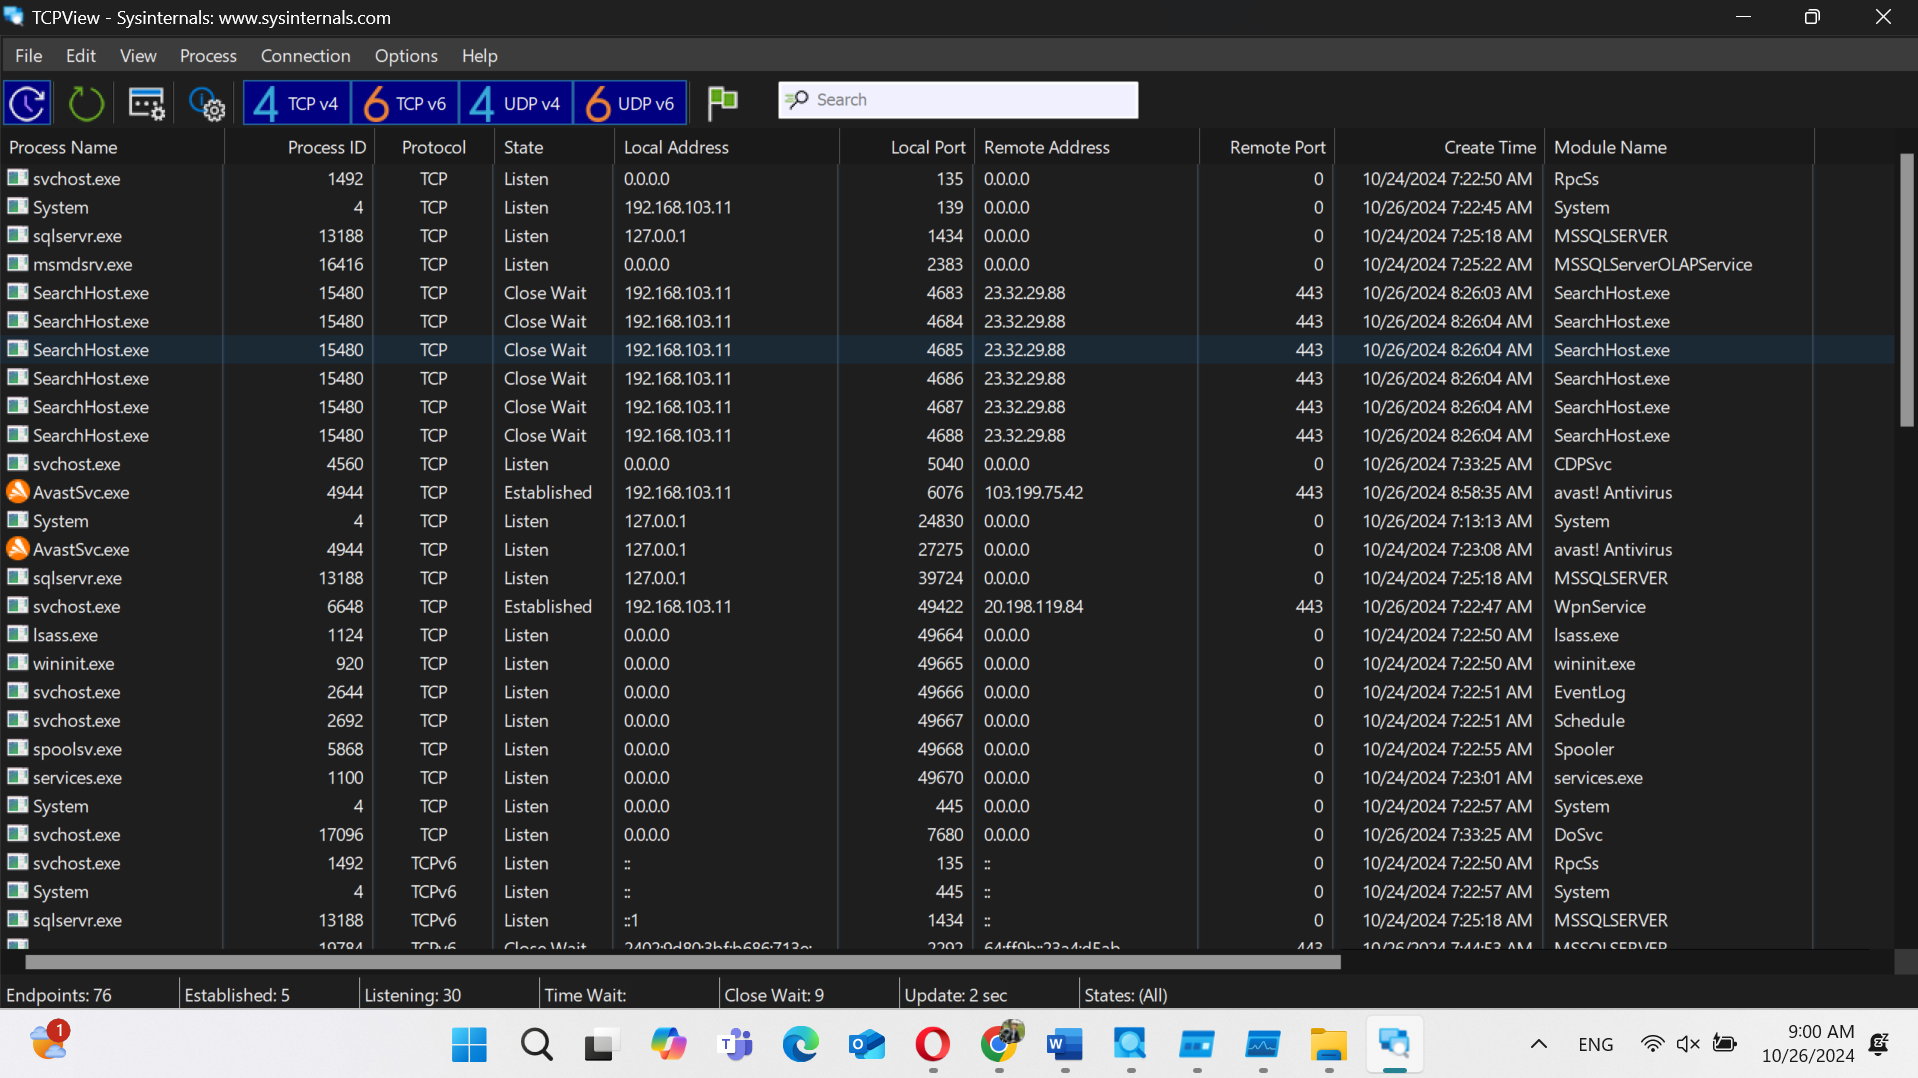 TCPView - Sysinternals: www.sysinternals.com
File Edit View Process Connection Options Help
4 TCP v4 6 TCP v6 4 UDP v4 6 UDP v6 Search
Process Name Process ID Protocol State Local Address Local Port Remote Address Remote Port Create Time Module Name
svchost.exe 1492 TCP Listen 0.0.0.0 135 0.0.0.0 0 10/24/2024 7:22:50 AM RpcSs
System 4 TCP Listen 192.168.103.11 139 0.0.0.0 0 10/26/2024 7:22:45 AM System
sqlservr.exe 13188 TCP Listen 127.0.0.1 1434 0.0.0.0 0 10/24/2024 7:25:18 AM MSSQLSERVER
msmdsrv.exe 16416 TCP Listen 0.0.0.0 2383 0.0.0.0 0 10/24/2024 7:25:22 AM MSSQLServerOLAPService
SearchHost.exe 15480 TCP Close Wait 192.168.103.11 4683 23.32.29.88 443 10/26/2024 8:26:03 AM SearchHost.exe
SearchHost.exe 15480 TCP Close Wait 192.168.103.11 4684 23.32.29.88 443 10/26/2024 8:26:04 AM SearchHost.exe
SearchHost.exe 15480 TCP Close Wait 192.168.103.11 4685 23.32.29.88 443 10/26/2024 8:26:04 AM SearchHost.exe
SearchHost.exe 15480 TCP Close Wait 192.168.103.11 4686 23.32.29.88 443 10/26/2024 8:26:04 AM SearchHost.exe
SearchHost.exe 15480 TCP Close Wait 192.168.103.11 4687 23.32.29.88 443 10/26/2024 8:26:04 AM SearchHost.exe
SearchHost.exe 15480 TCP Close Wait 192.168.103.11 4688 23.32.29.88 443 10/26/2024 8:26:04 AM SearchHost.exe
svchost.exe 4560 TCP Listen 0.0.0.0 5040 0.0.0.0 0 10/26/2024 7:33:25 AM CDPSvc
AvastSvc.exe 4944 TCP Established 192.168.103.11 6076 103.199.75.42 443 10/26/2024 8:58:35 AM avast! Antivirus
System 4 TCP Listen 127.0.0.1 24830 0.0.0.0 0 10/26/2024 7:13:13 AM System
AvastSvc.exe 4944 TCP Listen 127.0.0.1 27275 0.0.0.0 0 10/24/2024 7:23:08 AM avast! Antivirus
sqlservr.exe 13188 TCP Listen 127.0.0.1 39724 0.0.0.0 0 10/24/2024 7:25:18 AM MSSQLSERVER
svchost.exe 6648 TCP Established 192.168.103.11 49422 20.198.119.84 443 10/26/2024 7:22:47 AM WpnService
lsass.exe 1124 TCP Listen 0.0.0.0 49664 0.0.0.0 0 10/24/2024 7:22:50 AM lsass.exe
wininit.exe 920 TCP Listen 0.0.0.0 49665 0.0.0.0 0 10/24/2024 7:22:50 AM wininit.exe
svchost.exe 2644 TCP Listen 0.0.0.0 49666 0.0.0.0 0 10/24/2024 7:22:51 AM EventLog
svchost.exe 2692 TCP Listen 0.0.0.0 49667 0.0.0.0 0 10/24/2024 7:22:51 AM Schedule
spoolsv.exe 5868 TCP Listen 0.0.0.0 49668 0.0.0.0 0 10/24/2024 7:22:55 AM Spooler
services.exe 1100 TCP Listen 0.0.0.0 49670 0.0.0.0 0 10/24/2024 7:23:01 AM services.exe
System 4 TCP Listen 0.0.0.0 445 0.0.0.0 0 10/24/2024 7:22:57 AM System
svchost.exe 17096 TCP Listen 0.0.0.0 7680 0.0.0.0 0 10/26/2024 7:33:25 AM DoSvc
svchost.exe 1492 TCPv6 Listen :: 135 :: 0 10/24/2024 7:22:50 AM RpcSs
System 4 TCPv6 Listen :: 445 :: 0 10/24/2024 7:22:57 AM System
sqlservr.exe 13188 TCPv6 Listen ::1 1434 :: 0 10/24/2024 7:25:18 AM MSSQLSERVER
19784 TCPv6 Close Wait 2292 443 10/26/2024 7:44:53 AM MSSQLSERVER
Endpoints: 76 Established: 5 Listening: 30 Time Wait: Close Wait: 9 Update: 2 sec States: (All)
1 ENG 9:00 AM
10/26/2024